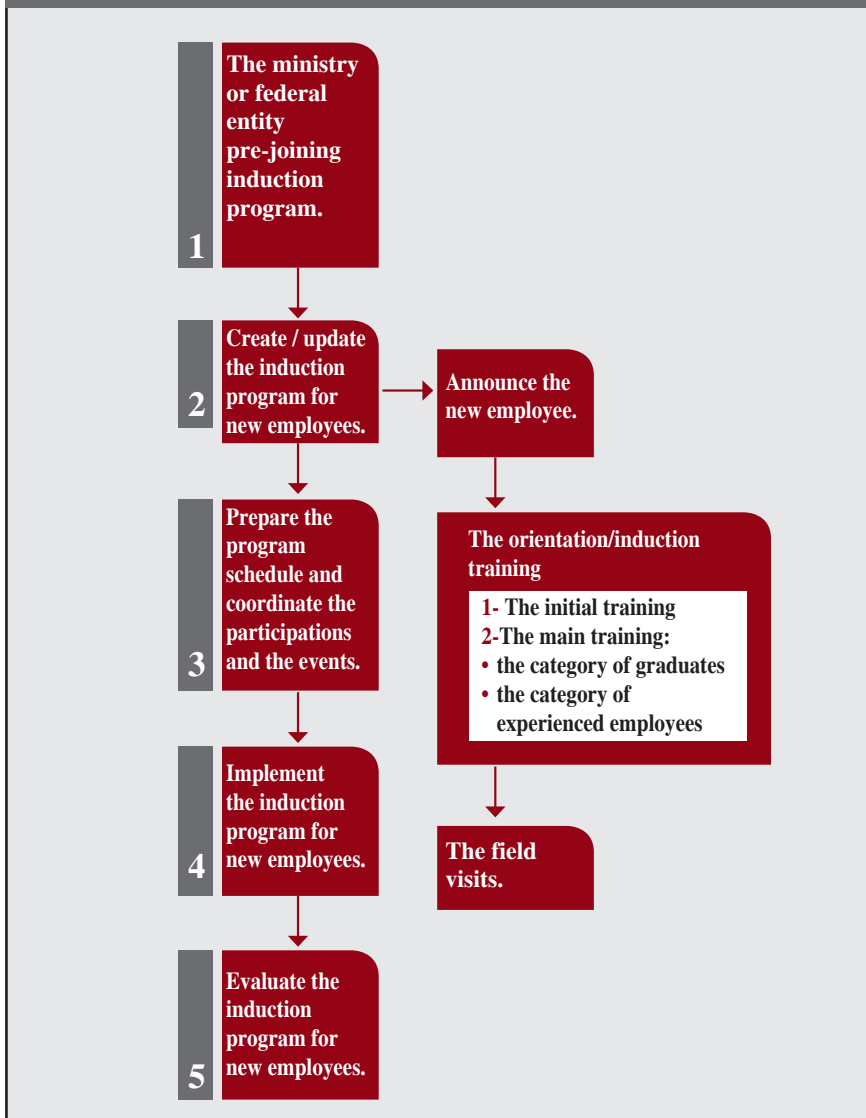 The ministry
or federal
entity
pre-joining
induction
program.
1
Create / update
the induction
program for
new employees.
2
Announce the
new employee.
Prepare the
program
schedule and
coordinate the
participations
and the events.
3
The orientation/induction
training
1- The initial training
2-The main training:
• the category of graduates
• the category of
experienced employees
Implement
the induction
program for
new employees.
4
The field
visits.
Evaluate the
induction
program for
new employees.
5